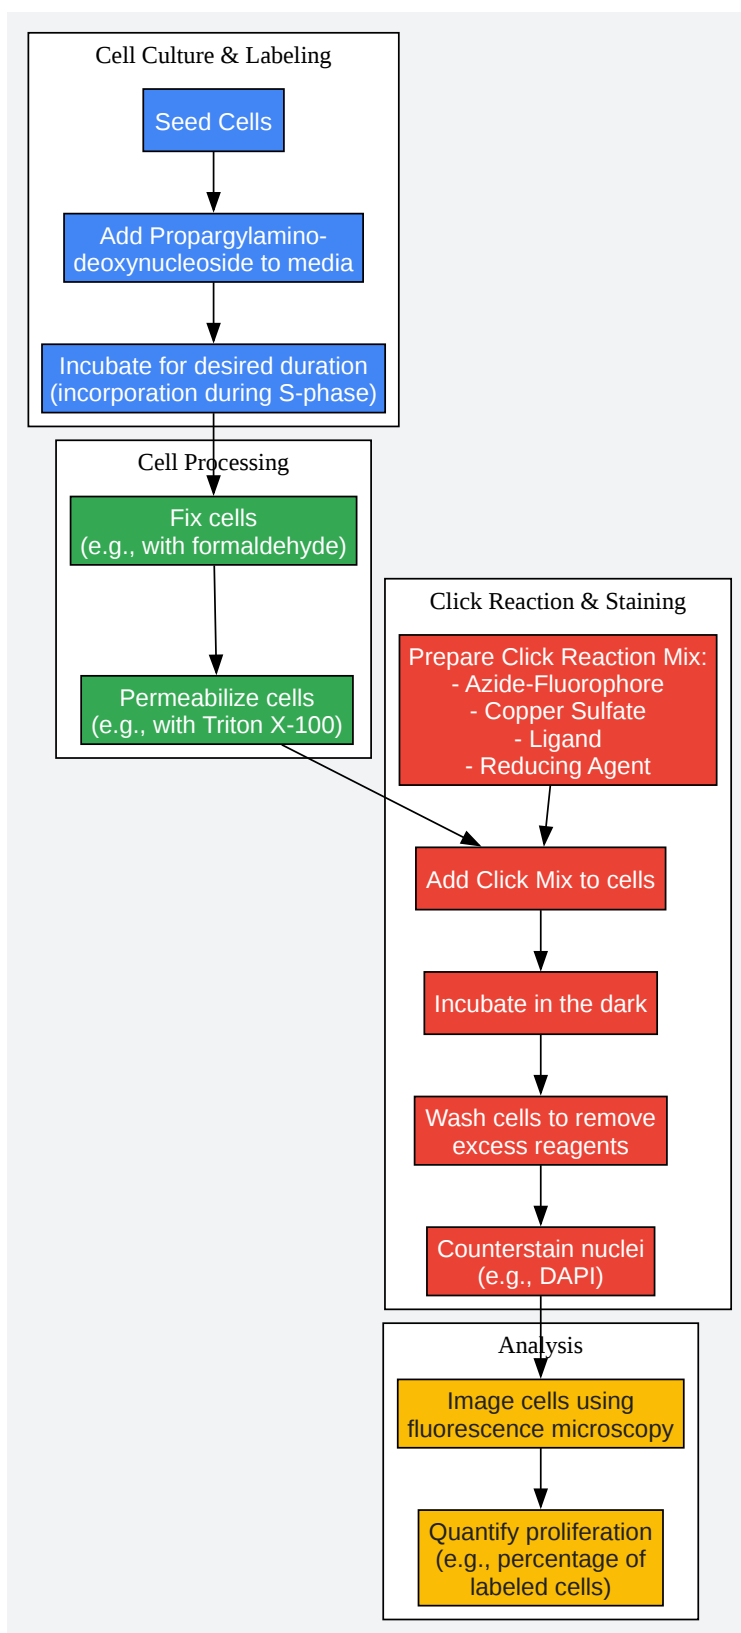 Cell Culture & Labeling
Seed Cells
Add Propargylamino-
deoxynucleoside to media
Incubate for desired duration
(incorporation during S-phase)
Cell Processing
Fix cells
(e.g., with formaldehyde)
Permeabilize cells
(e.g., with Triton X-100)
Click Reaction & Staining
Prepare Click Reaction Mix:
- Azide-Fluorophore
- Copper Sulfate
- Ligand
- Reducing Agent
Add Click Mix to cells
Incubate in the dark
Wash cells to remove
excess reagents
Counterstain nuclei
(e.g., DAPI)
Analysis
Image cells using
fluorescence microscopy
Quantify proliferation
(e.g., percentage of
labeled cells)